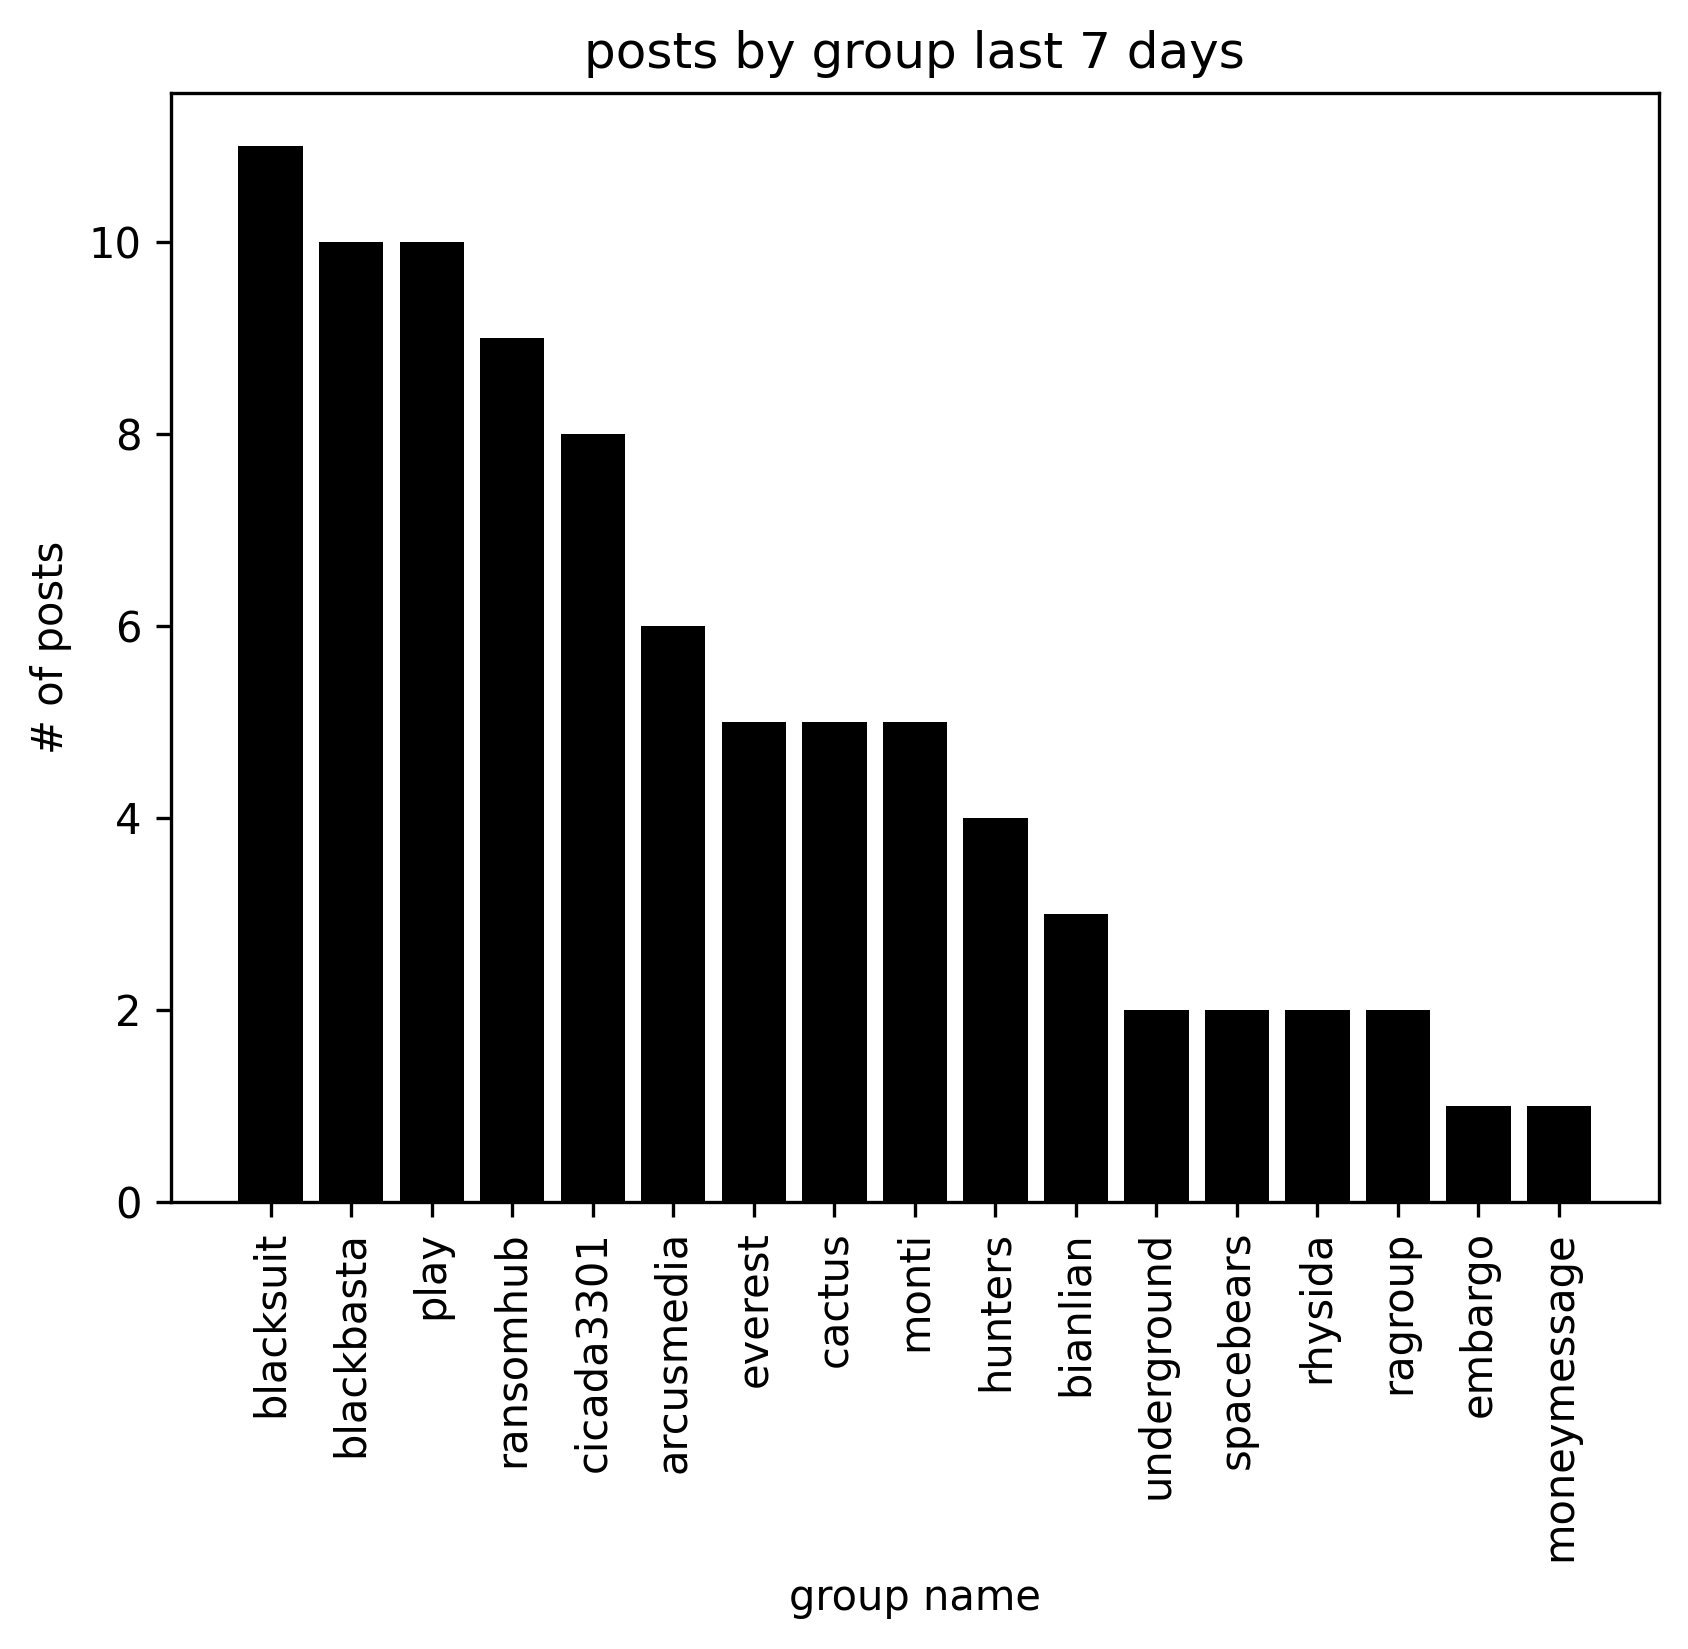 posts by group last 7 days
# of posts
10
8
6
4
2
0
blacksuit
blackbasta
play
ransomhub
cicada3301
arcusmedia
everest
cactus
monti
hunters
bianlian
underground
spacebears
rhysida
ragroup
embargo
moneymessage
group name